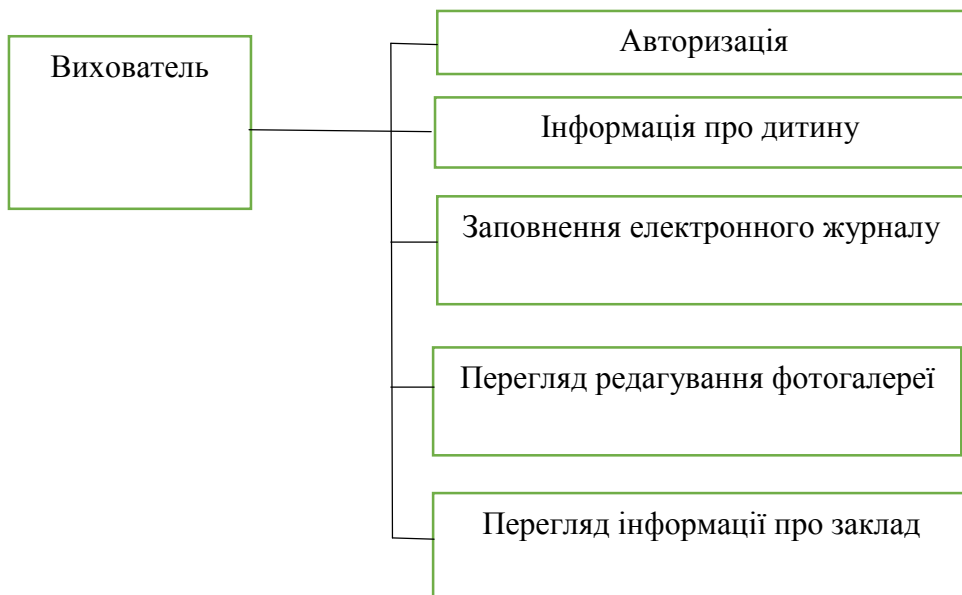 Вихователь
Авторизація
Інформація про дитину
Заповнення електронного журналу
Перегляд редагування фотогалереї
Перегляд інформації про заклад